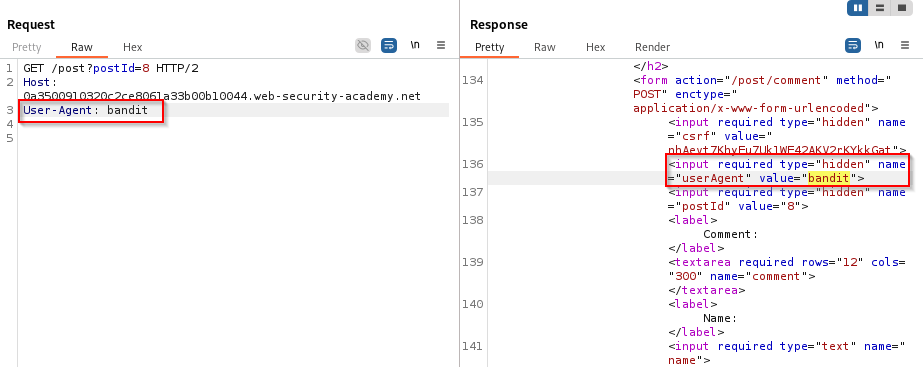 Request
Pretty Raw Hex
\n
1 GET /post?postId=8 HTTP/2
2 Host:
0a3500910320c2ce8061a33b00b10044.web-security-academy.net
3 User-Agent: bandit
4
5
Response
Pretty Raw Hex Render
\n
</h2>
134 <form action="/post/comment" method="
POST" enctype="
application/x-www-form-urlencoded">
135 <input required type="hidden" name
="csrf" value="
136 <input required type="hidden" name
="userAgent" value="bandit">
137 <input required type="hidden" name
="postId" value="8">
138 <label>
Comment:
</label>
139 <textarea required rows="12" cols=
"300" name="comment">
</textarea>
140 <label>
Name:
</label>
141 <input required type="text" name="
name">